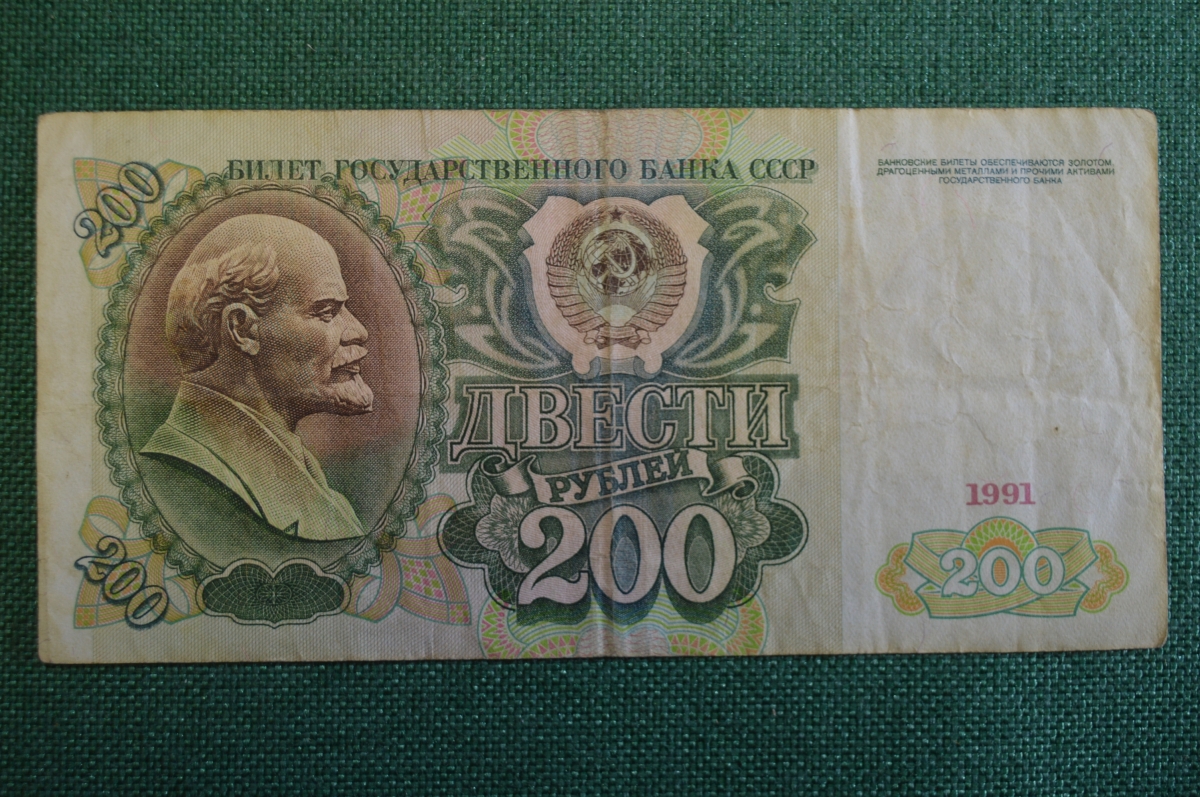 БИЛЕТ ГОСУДАРСТВЕННОГО БАНКА СССР
БАНКОВСКИЕ БИЛЕТЫ ОБЕСПЕЧИВАЮТСЯ ЗОЛОТОМ,
ДРАГОЦЕННЫМИ МЕТАЛЛАМИ И ПРОЧИМИ АКТИВАМИ
ГОСУДАРСТВЕННОГО БАНКА
200
ДВЕСТИ
РУБЛЕЙ
1991
200
200
200